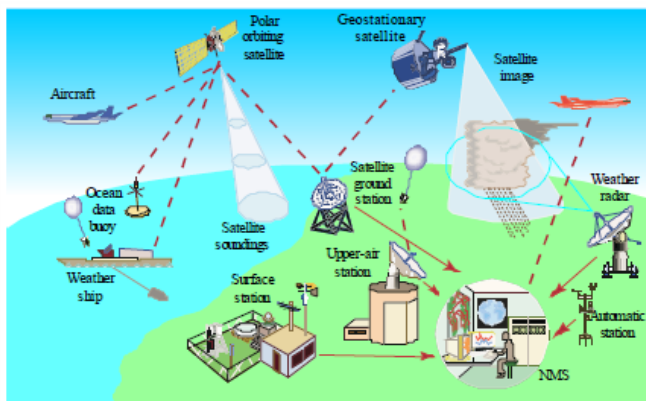 Polar
orbiting
satellite
Geostationary
satellite
Satellite
image
Aircraft
Ocean
data
buoy
Satellite
soundings
Satellite
ground
station
Weather
radar
Weather
ship
Surface
station
Upper-air
station
Automatic
station
NMS